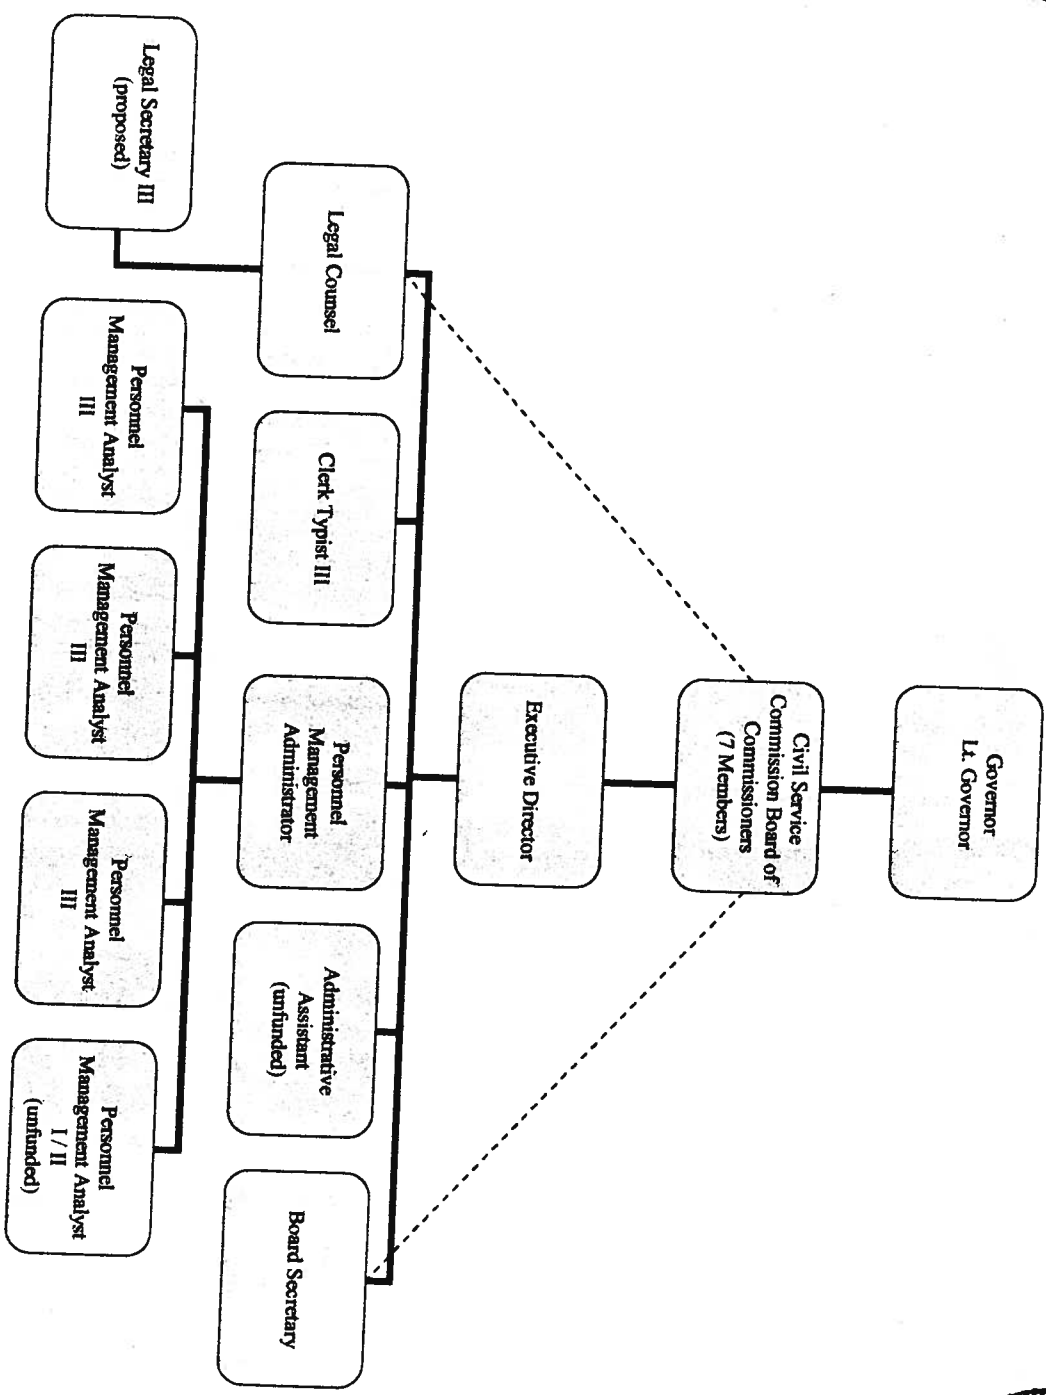 Governor
Lt. Governor
Civil Service
Commission Board of
Commissioners
(7 Members)
Executive Director
Legal Counsel
Clerk Typist III
Personnel
Management
Administrator
Administrative
Assistant
(unfunded)
Board Secretary
Legal Secretary III
(proposed)
Personnel
Management Analyst
III
Personnel
Management Analyst
III
Personnel
Management Analyst
III
Personnel
Management Analyst
I / II
(unfunded)